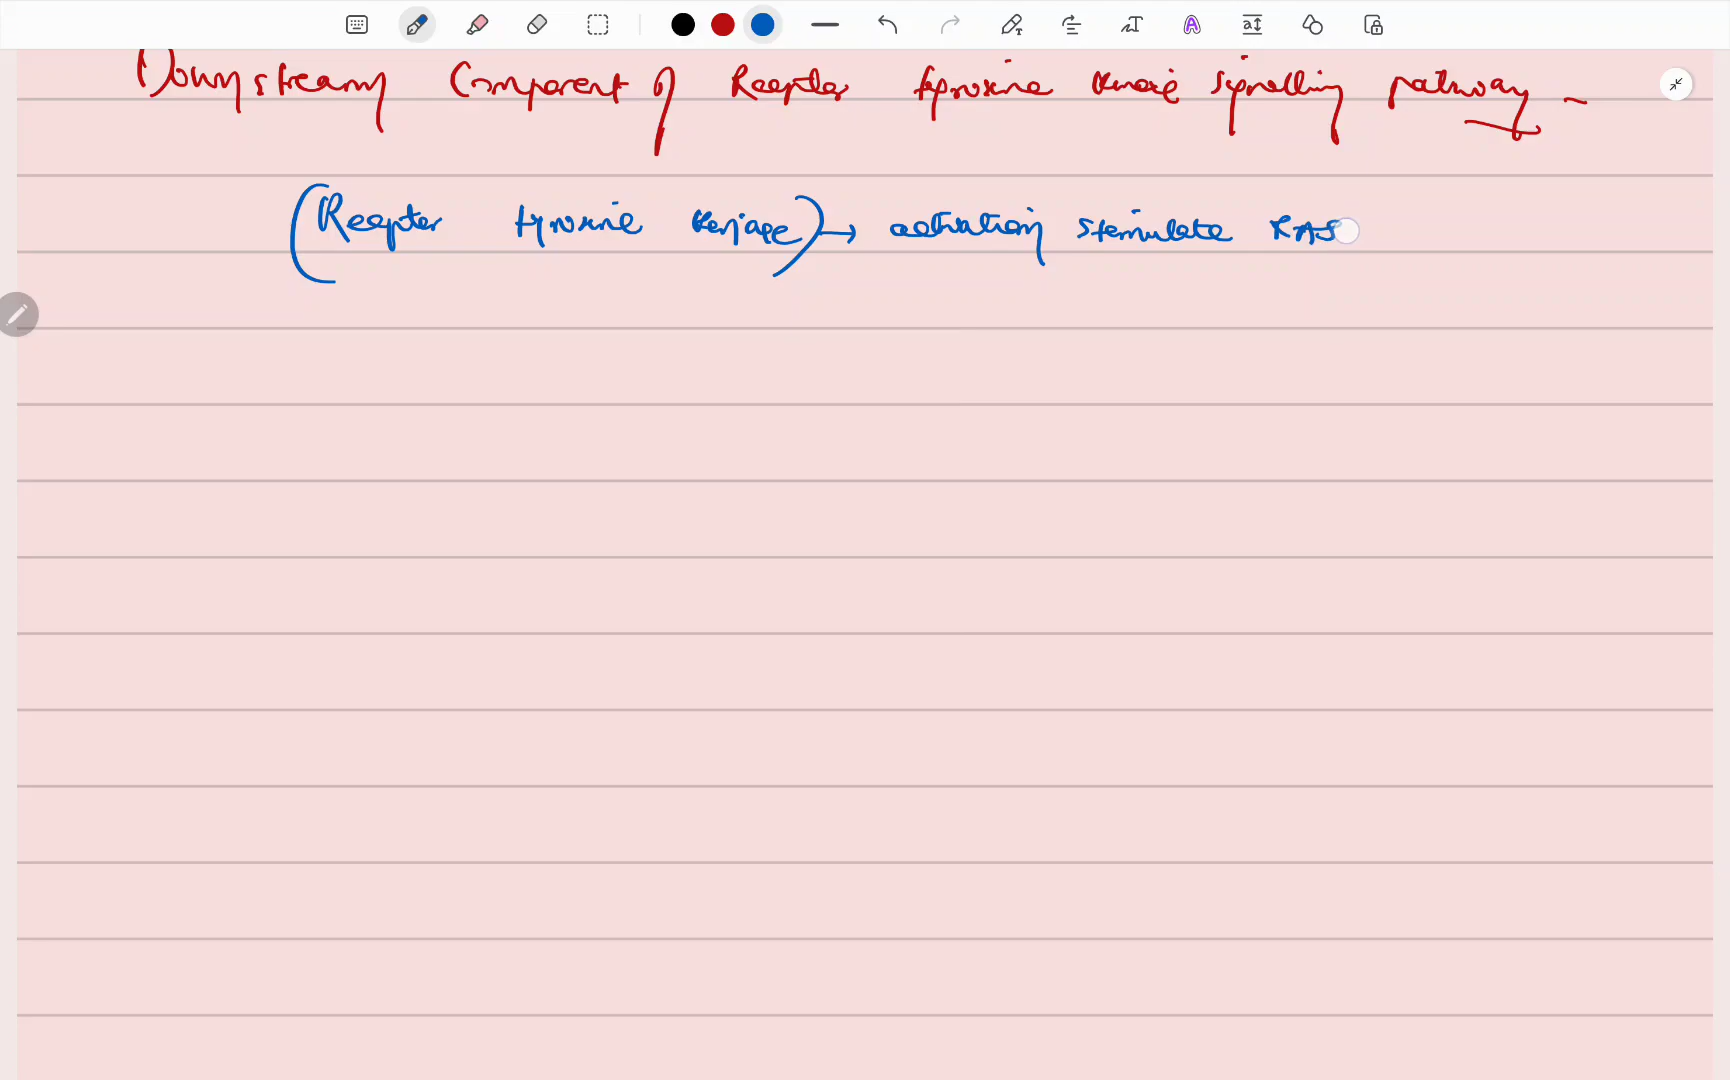 Downstream Component of Receptor tyrosine kinase signalling pathway -
(Receptor tyrosine kinase) → activation stimulate RAS